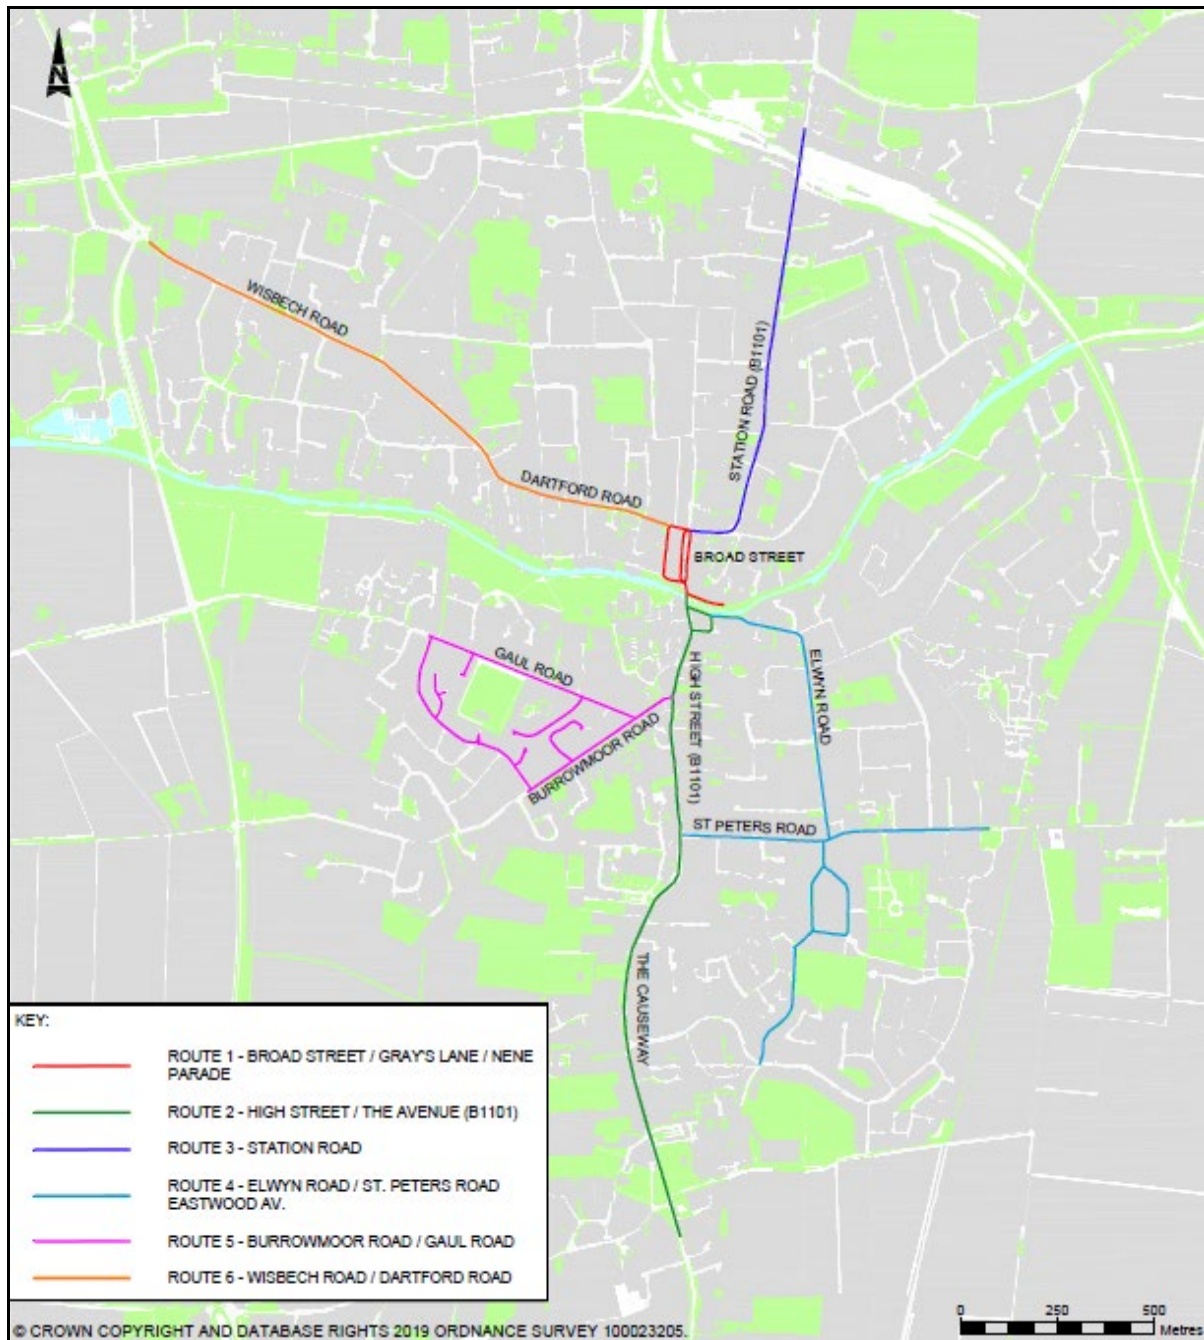 N
WISBECH ROAD
STATION ROAD (B1101)
DARTFORD ROAD
BROAD STREET
GAUL ROAD
HIGH STREET (B1101)
ELWYN ROAD
BURROWMOOR ROAD
ST PETERS ROAD
THE CAUSEWAY
KEY:
ROUTE 1 - BROAD STREET / GRAY'S LANE / NENE
PARADE
ROUTE 2 - HIGH STREET / THE AVENUE (B1101)
ROUTE 3 - STATION ROAD
ROUTE 4 - ELWYN ROAD / ST. PETERS ROAD
EASTWOOD AV.
ROUTE 5 - BURROWMOOR ROAD / GAUL ROAD
ROUTE 6 - WISBECH ROAD / DARTFORD ROAD
0 250 500
Metres
© CROWN COPYRIGHT AND DATABASE RIGHTS 2019 ORDNANCE SURVEY 100023205.